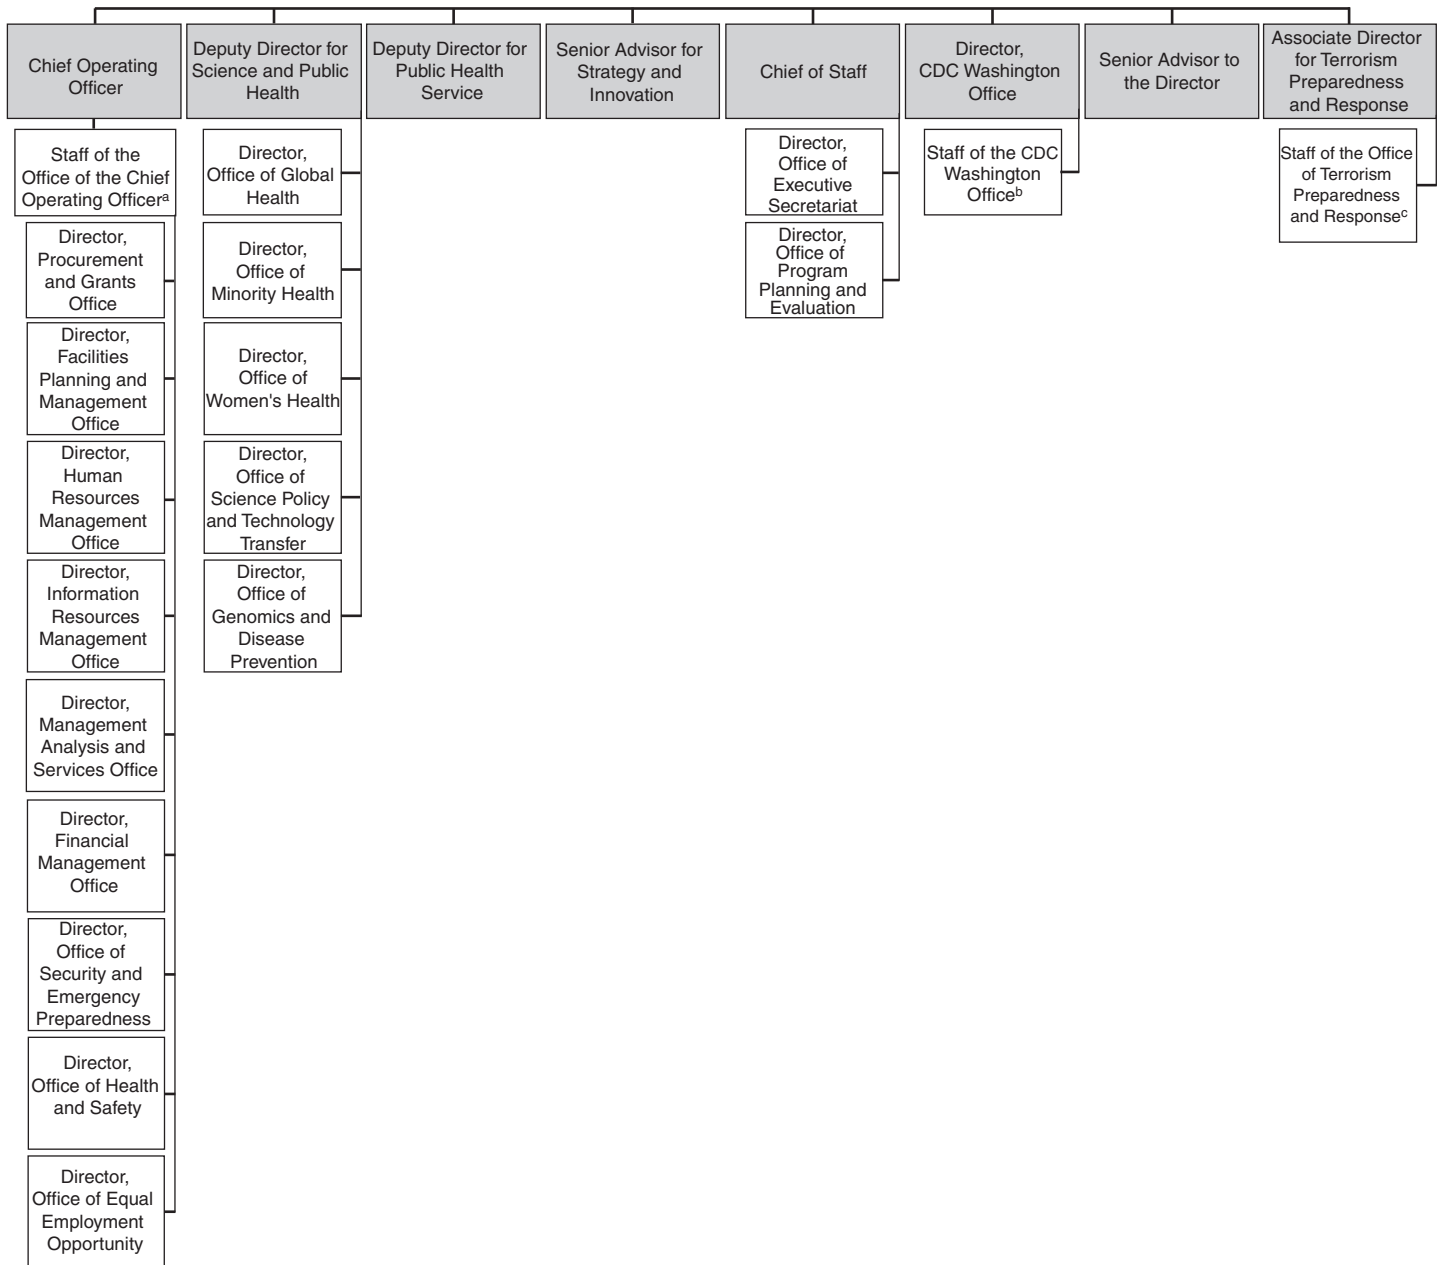 Chief Operating
Officer
Deputy Director for
Science and Public
Health
Deputy Director for
Public Health
Service
Senior Advisor for
Strategy and
Innovation
Chief of Staff
Director,
CDC Washington
Office
Senior Advisor to
the Director
Associate Director
for Terrorism
Preparedness
and Response
Staff of the
Office of the Chief
Operating Officerᵃ
Director,
Procurement
and Grants
Office
Director,
Facilities
Planning and
Management
Office
Director,
Human
Resources
Management
Office
Director,
Information
Resources
Management
Office
Director,
Management
Analysis and
Services Office
Director,
Financial
Management
Office
Director,
Office of
Security and
Emergency
Preparedness
Director,
Office of Health
and Safety
Director,
Office of Equal
Employment
Opportunity
Director,
Office of Global
Health
Director,
Office of
Minority Health
Director,
Office of
Women's Health
Director,
Office of
Science Policy
and Technology
Transfer
Director,
Office of
Genomics and
Disease
Prevention
Director,
Office of
Executive
Secretariat
Director,
Office of
Program
Planning and
Evaluation
Staff of the CDC
Washington
Officeᵇ
Staff of the Office
of Terrorism
Preparedness
and Responseᶜ